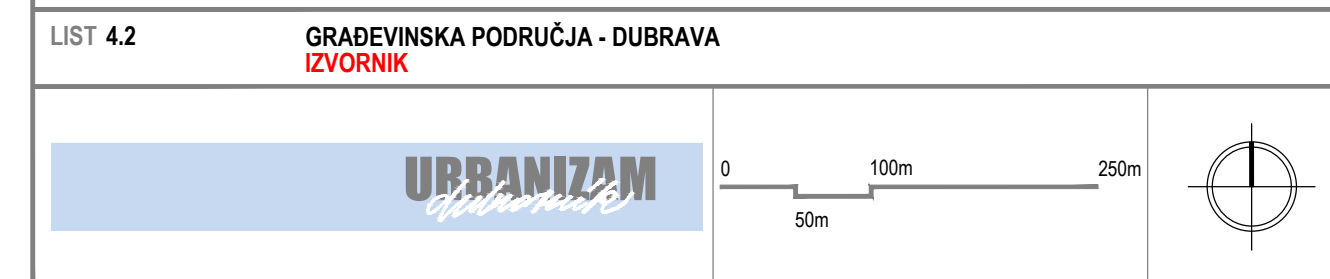 LIST 4.2 GRAĐEVINSKA PODRUČJA - DUBRAVA
IZVORNIK
URBANIZAM
dubrovnik
0 100m 250m
50m